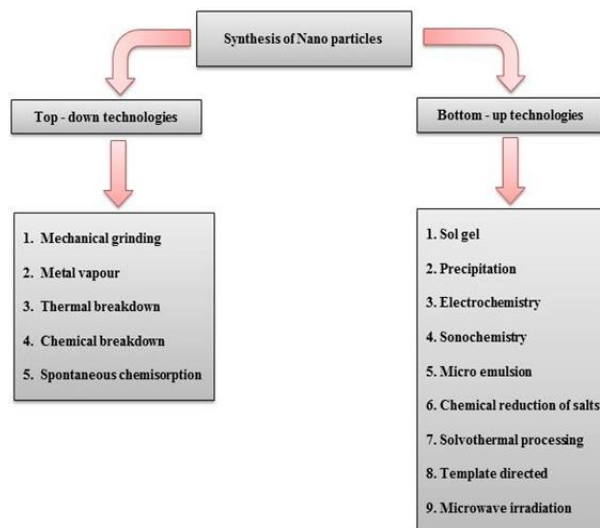 Synthesis of Nano particles
Top - down technologies
Bottom - up technologies
1. Mechanical grinding
2. Metal vapour
3. Thermal breakdown
4. Chemical breakdown
5. Spontaneous chemisorption
1. Sol gel
2. Precipitation
3. Electrochemistry
4. Sonochemistry
5. Micro emulsion
6. Chemical reduction of salts
7. Solvothermal processing
8. Template directed
9. Microwave irradiation